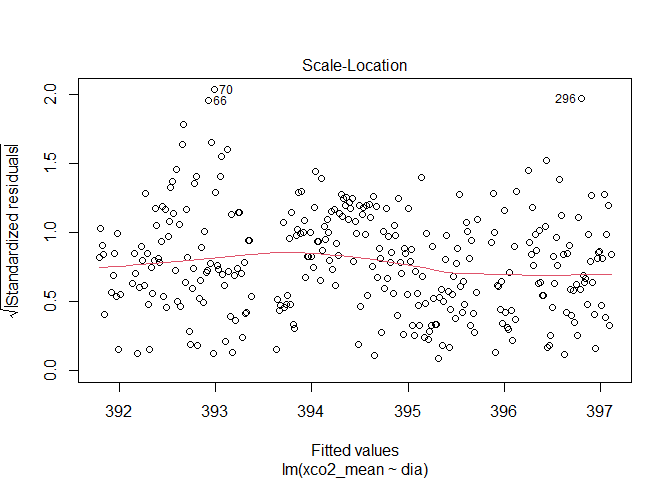 Scale-Location
√|Standardized residuals|
2.0
1.5
1.0
0.5
0.0
70
66
296
392 393 394 395 396 397
Fitted values
lm(xco2_mean ~ dia)